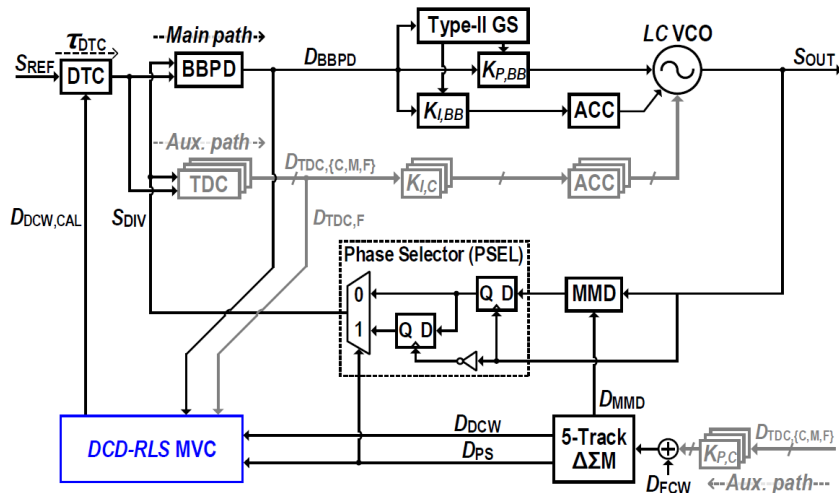 Type-II GS
LC VCO
τDTC
Main path
SREF
DTC
BBPD
DBBPD
KP,BB
SOUT
KI,BB
ACC
Aux. path
TDC
DTDC,{C,M,F}
KI,C
ACC
DDCW,CAL
SDIV
DTDC,F
Phase Selector (PSEL)
0
1
Q D
Q D
MMD
DMMD
DCD-RLS MVC
DDCW
DPS
5-Track
ΔΣM
DFCW
KP,C
DTDC,{C,M,F}
Aux. path